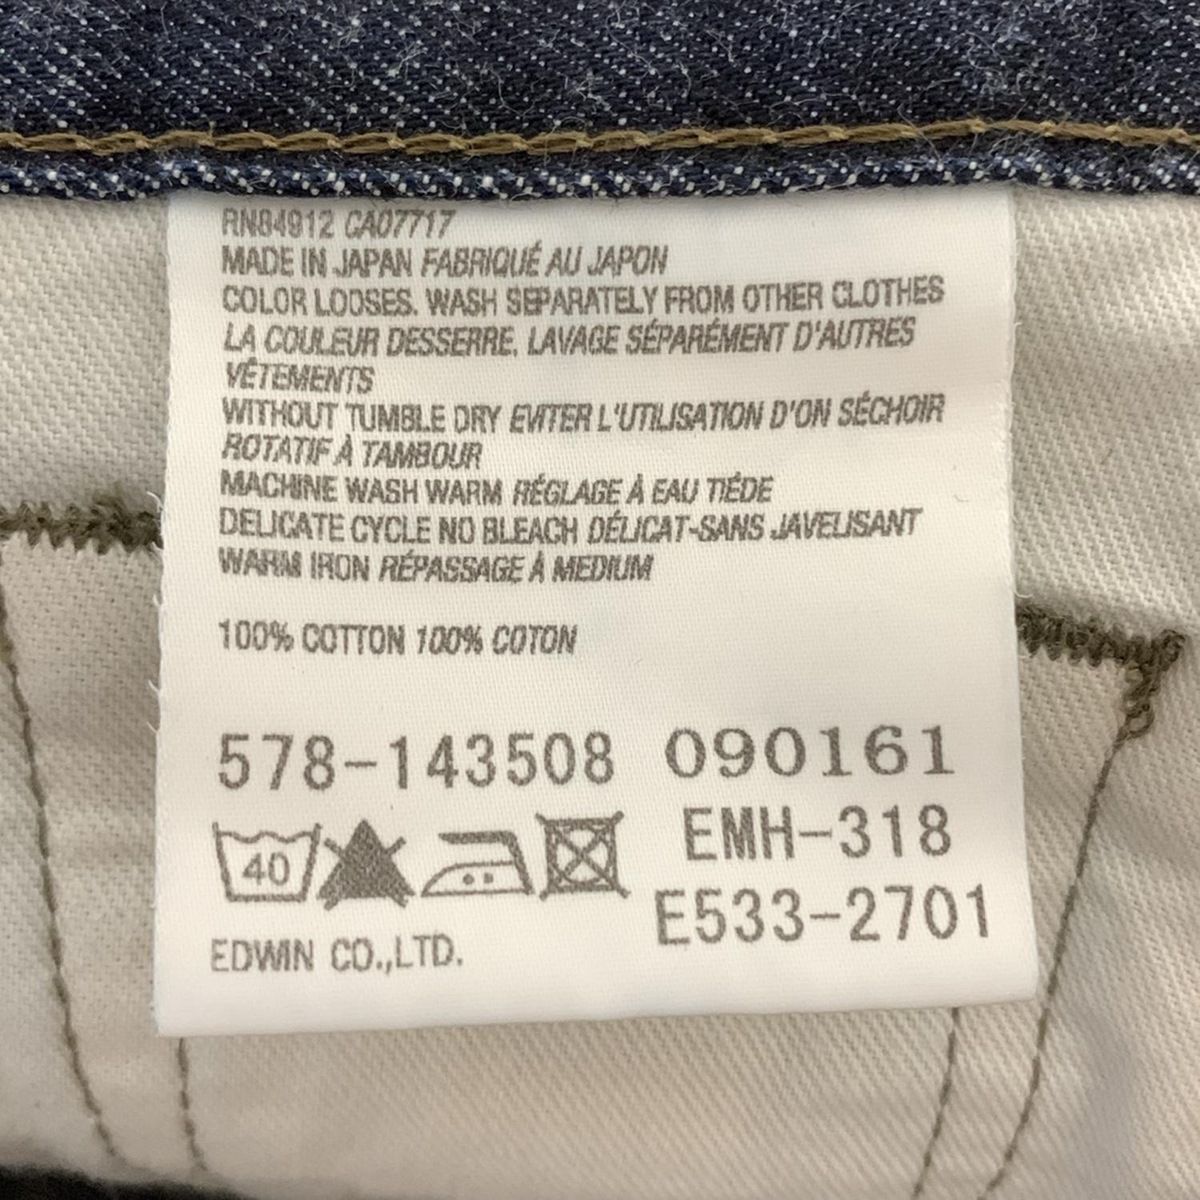 RN84912 CA07717
MADE IN JAPAN FABRIQUÉ AU JAPON
COLOR LOOSES. WASH SEPARATELY FROM OTHER CLOTHES
LA COULEUR DESSERRE, LAVAGE SÉPARÉMENT D'AUTRES
VÊTEMENTS
WITHOUT TUMBLE DRY EVITER L'UTILISATION D'ON SÉCHOIR
ROTATIF À TAMBOUR
MACHINE WASH WARM RÉGLAGE À EAU TIÉDE
DELICATE CYCLE NO BLEACH DÉLICAT-SANS JAVELISANT
WARM IRON RÉPASSAGE À MEDIUM
100% COTTON 100% COTON
578-143508 090161
40 EMH-318
E533-2701
EDWIN CO.,LTD.